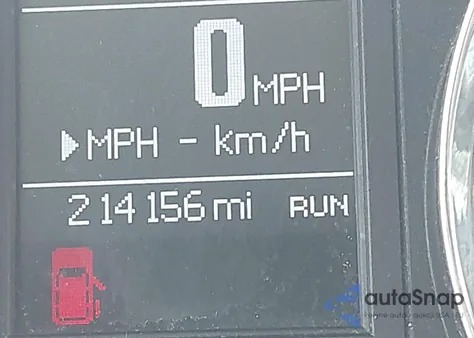 0 MPH
MPH - km/h
214156 mi RUN
autoSnap